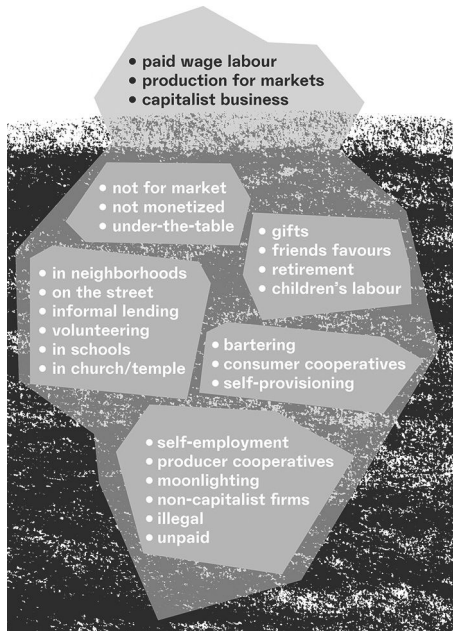 • paid wage labour
• production for markets
• capitalist business
• not for market
• not monetized
• under-the-table
• gifts
• friends favours
• retirement
• children's labour
• in neighborhoods
• on the street
• informal lending
• volunteering
• in schools
• in church/temple
• bartering
• consumer cooperatives
• self-provisioning
• self-employment
• producer cooperatives
• moonlighting
• non-capitalist firms
• illegal
• unpaid